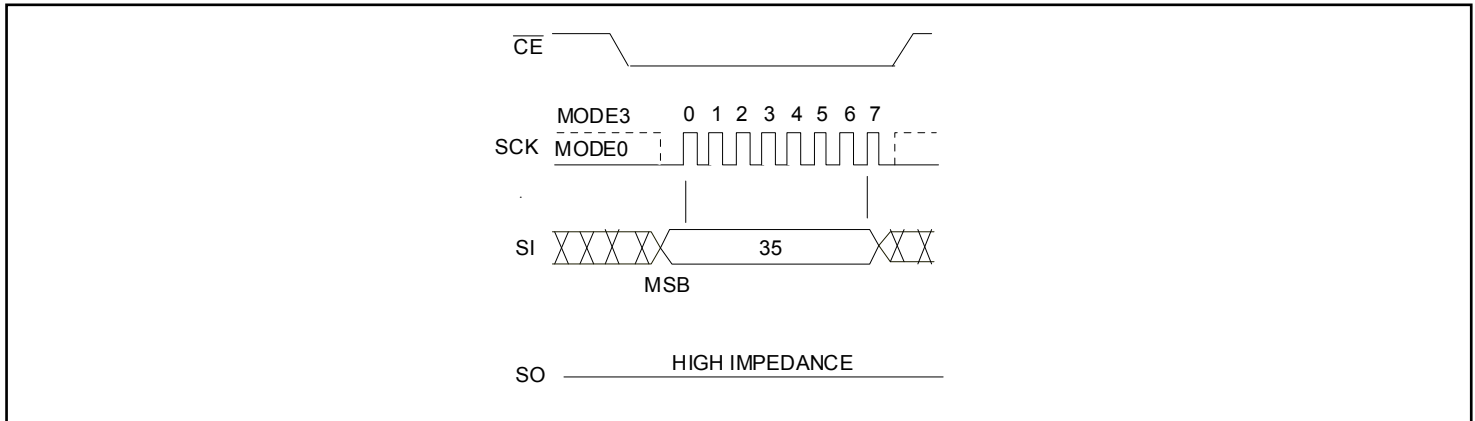 CE
MODE3 0 1 2 3 4 5 6 7
SCK MODE0
SI 35
MSB
SO HIGH IMPEDANCE